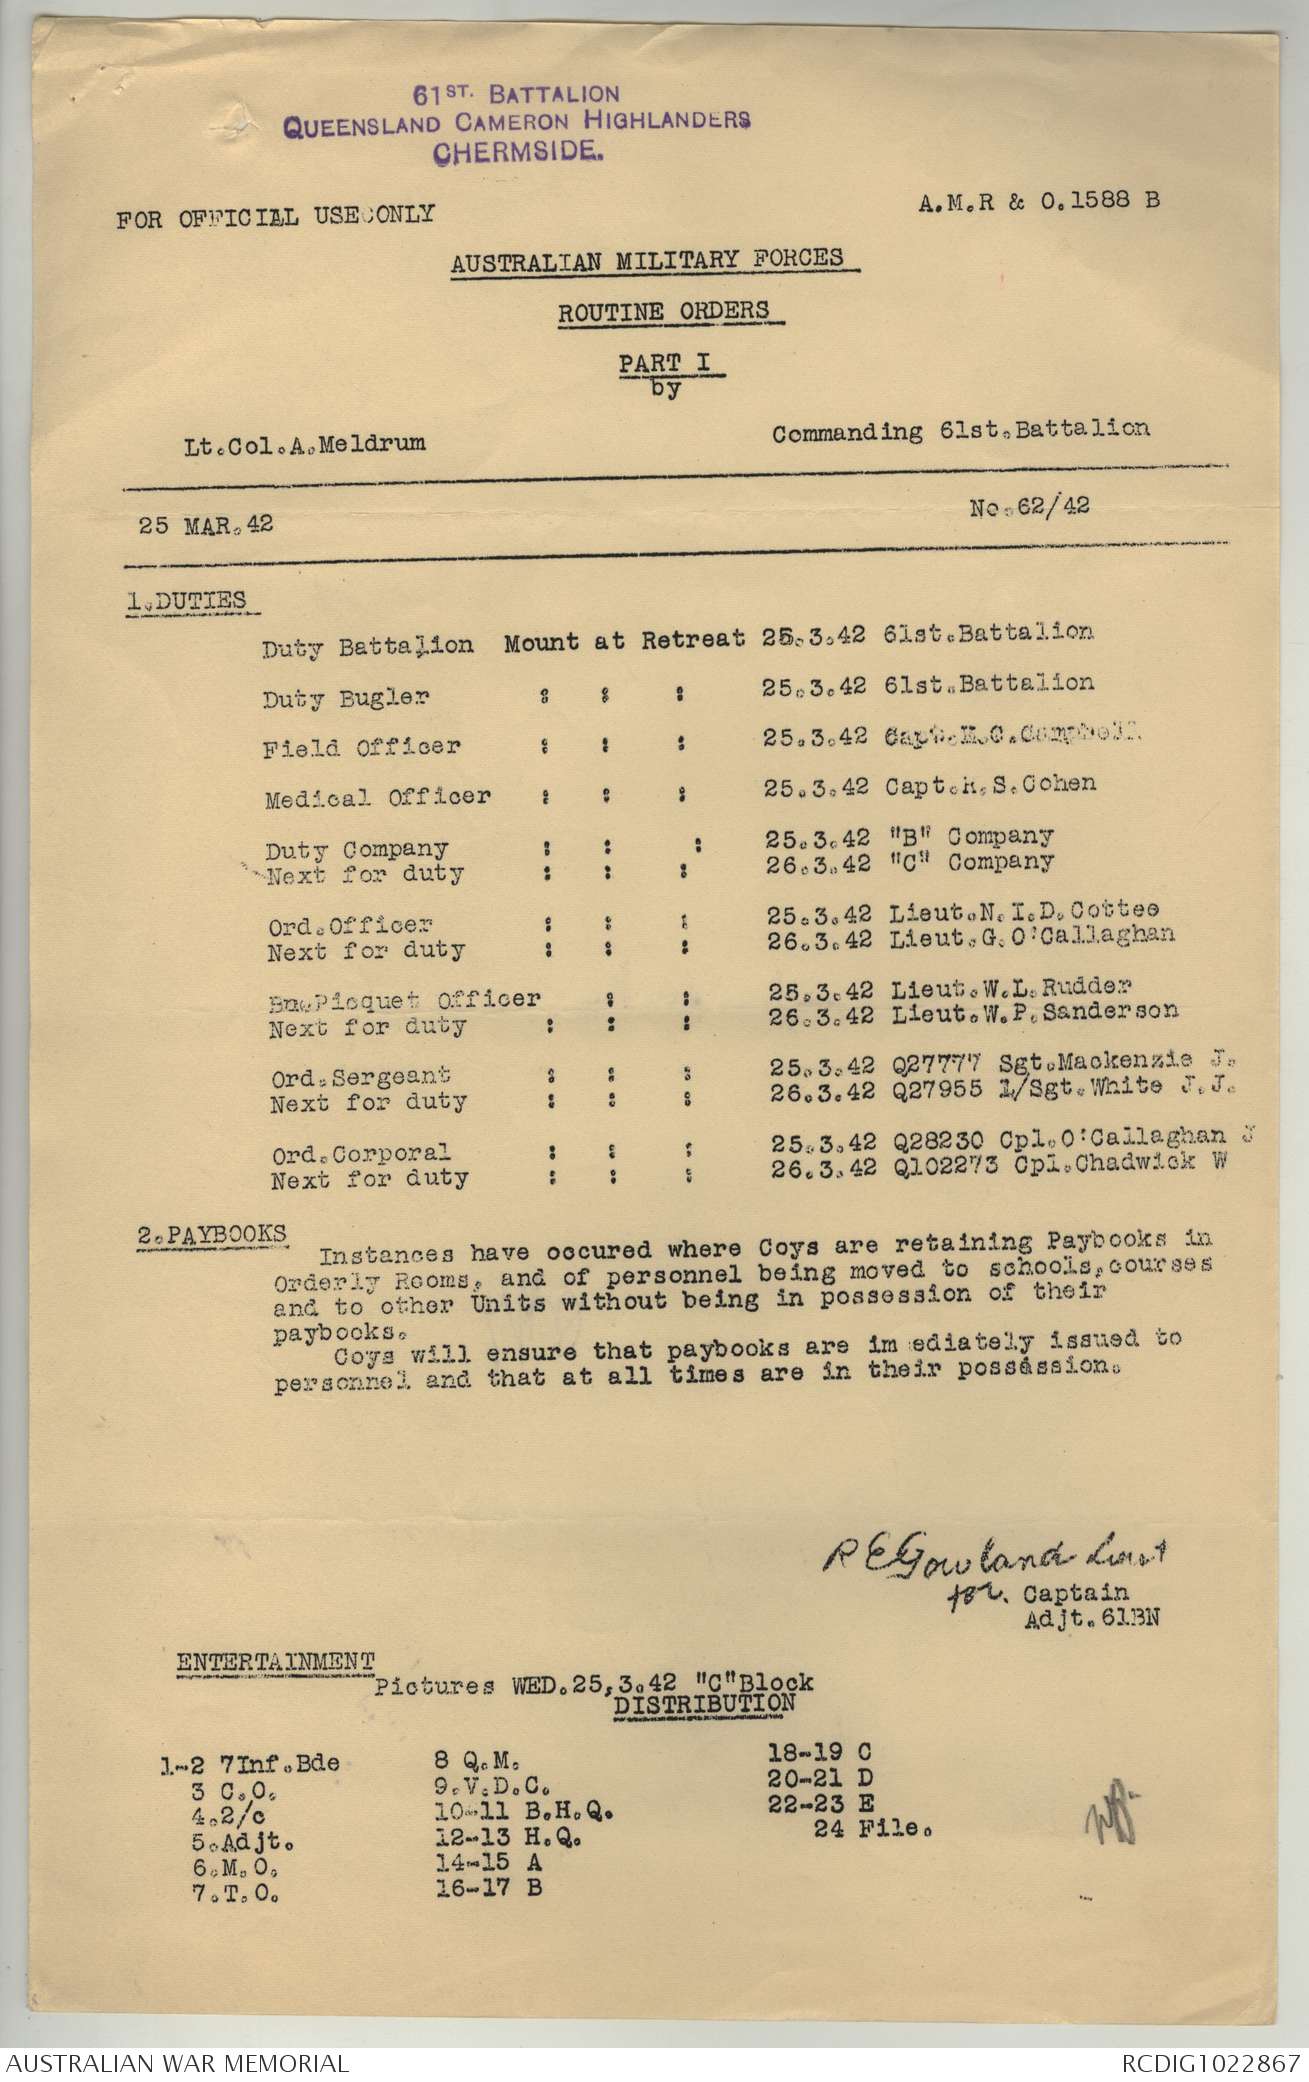 61ST. BATTALION
QUEENSLAND CAMERON HIGHLANDERS
CHERMSIDE.
FOR OFFICIAL USE ONLY
A.M.R & O.1588 B
AUSTRALIAN MILITARY FORCES
ROUTINE ORDERS
PART I
by
Lt.Col.A.Meldrum
Commanding 61st.Battalion
25 MAR.42
No.62/42
1.DUTIES
Duty Battalion Mount at Retreat 25.3.42 61st.Battalion
Duty Bugler : : : 25.3.42 61st.Battalion
Field Officer : : : 25.3.42 Capt.H.C.Campbell
Medical Officer : : : 25.3.42 Capt.R.S.Cohen
Duty Company : : : 25.3.42 "B" Company
Next for duty : : : 26.3.42 "C" Company
Ord.Officer : : : 25.3.42 Lieut.N.I.D.Cottee
Next for duty : : : 26.3.42 Lieut.G.O'Callaghan
Bn.Picquet Officer : : 25.3.42 Lieut.W.L.Rudder
Next for duty : : : 26.3.42 Lieut.W.P.Sanderson
Ord.Sergeant : : : 25.3.42 Q27777 Sgt.Mackenzie J.
Next for duty : : : 26.3.42 Q27955 L/Sgt.White J.J.
Ord.Corporal : : : 25.3.42 Q28230 Cpl.O'Callaghan J
Next for duty : : : 26.3.42 Q102273 Cpl.Chadwick W
2.PAYBOOKS
Instances have occured where Coys are retaining Paybooks in
Orderly Rooms, and of personnel being moved to schools,courses
and to other Units without being in possession of their
paybooks.
Coys will ensure that paybooks are im ediately issued to
personnel and that at all times are in their possession.
R E Gowland Lieut
for. Captain
Adjt.61BN
ENTERTAINMENT
Pictures WED.25,3.42 "C"Block
DISTRIBUTION
1-2 7Inf.Bde
3 C.O.
4.2/c
5.Adjt.
6.M.O.
7.T.O.
8 Q.M.
9.V.D.C.
10-11 B.H.Q.
12-13 H.Q.
14-15 A
16-17 B
18-19 C
20-21 D
22-23 E
24 File.
AUSTRALIAN WAR MEMORIAL
RCDIG1022867